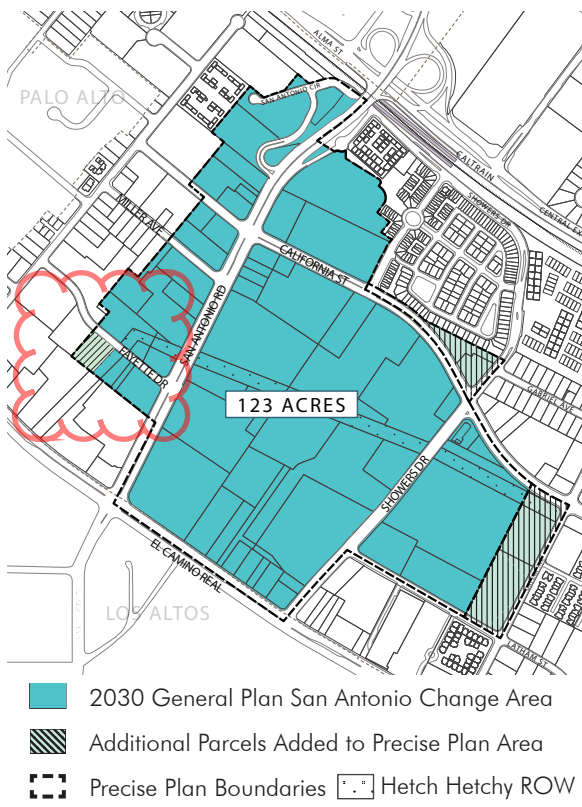 ALMA ST
PALO ALTO
SAN ANTONIO CIR
CALTRAIN
SHOWERS DR
CENTRAL EX
MILLER AVE
CALIFORNIA ST
SAN ANTONIO RD
FAYETTE DR
123 ACRES
GABRIEL AVE
SHOWERS DR
EL CAMINO REAL
LOS ALTOS
LATHAM ST
2030 General Plan San Antonio Change Area
Additional Parcels Added to Precise Plan Area
Precise Plan Boundaries Hetch Hetchy ROW